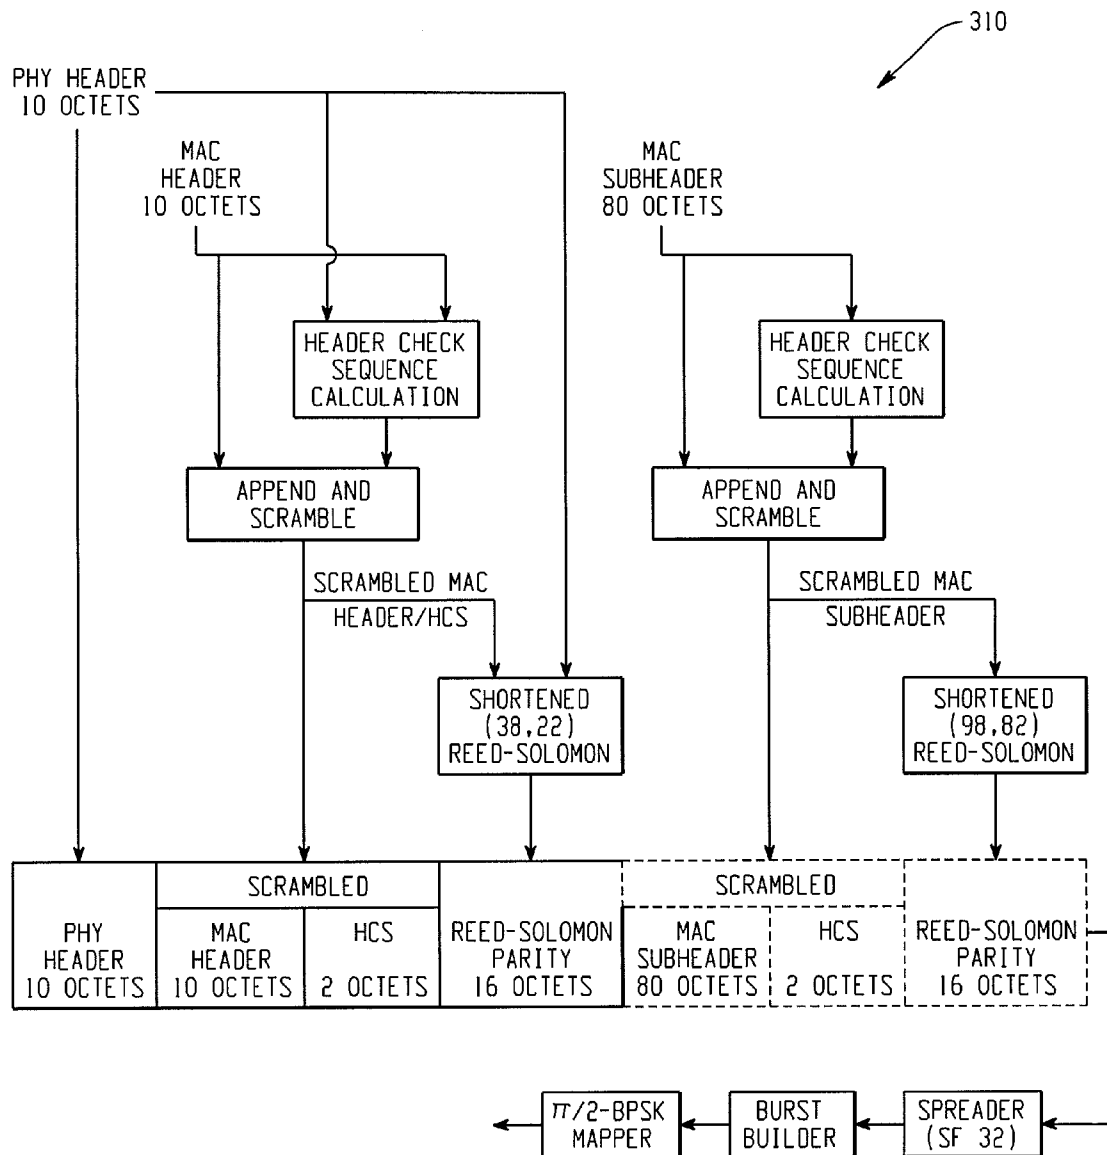 310
PHY HEADER
10 OCTETS
MAC
HEADER
10 OCTETS
MAC
SUBHEADER
80 OCTETS
HEADER CHECK
SEQUENCE
CALCULATION
HEADER CHECK
SEQUENCE
CALCULATION
APPEND AND
SCRAMBLE
APPEND AND
SCRAMBLE
SCRAMBLED MAC
HEADER/HCS
SCRAMBLED MAC
SUBHEADER
SHORTENED
(38,22)
REED-SOLOMON
SHORTENED
(98,82)
REED-SOLOMON
SCRAMBLED
SCRAMBLED
PHY
HEADER
10 OCTETS
MAC
HEADER
10 OCTETS
HCS
2 OCTETS
REED-SOLOMON
PARITY
16 OCTETS
MAC
SUBHEADER
80 OCTETS
HCS
2 OCTETS
REED-SOLOMON
PARITY
16 OCTETS
π/2-BPSK
MAPPER
BURST
BUILDER
SPREADER
(SF 32)